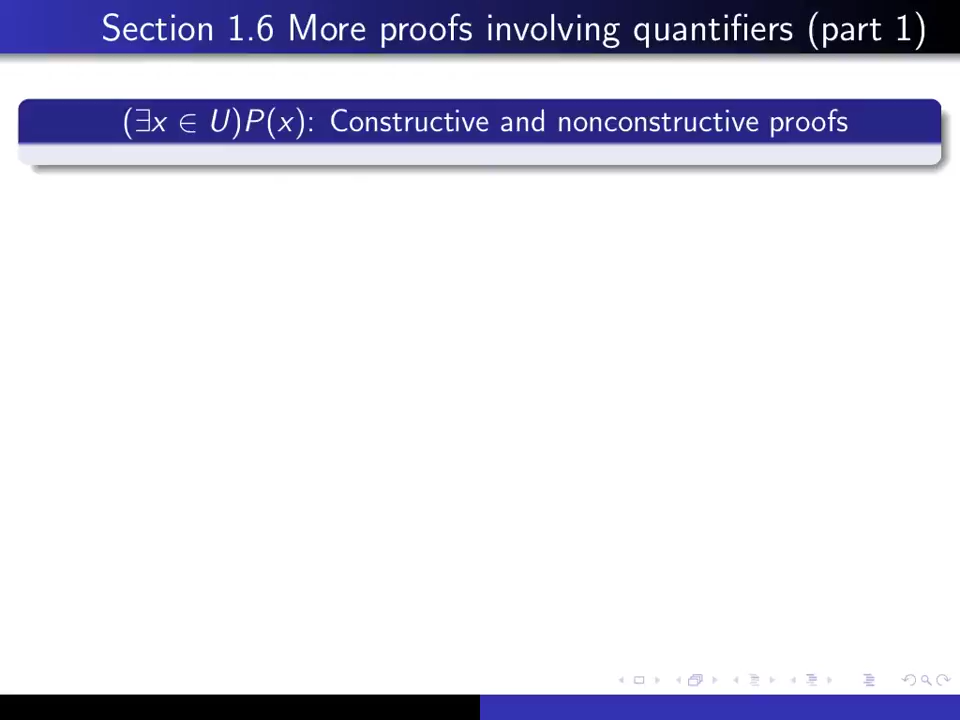 Section 1.6 More proofs involving quantifiers (part 1)
(∃x ∈ U)P(x): Constructive and nonconstructive proofs